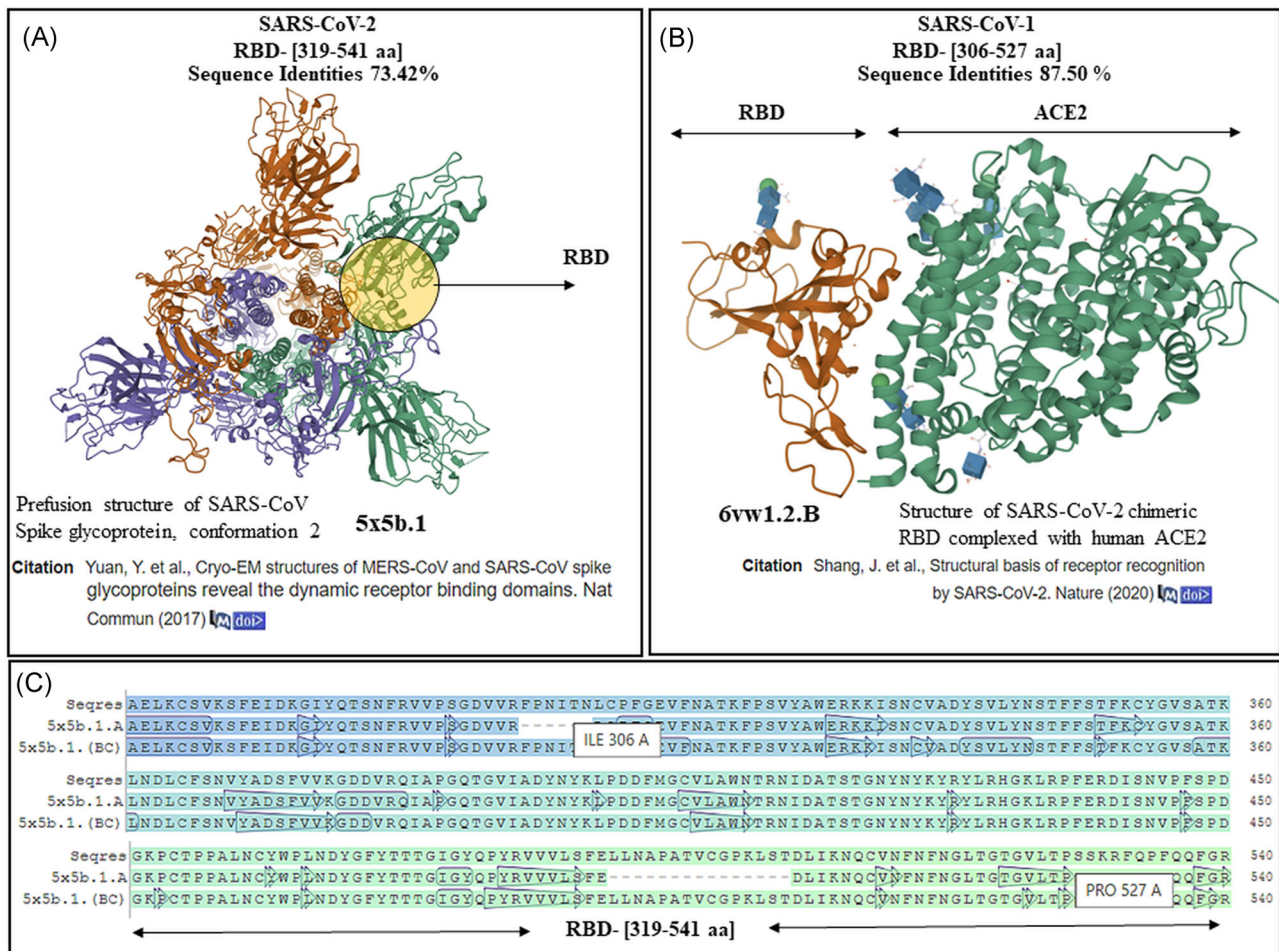 (A)
SARS-CoV-2
RBD- [319-541 aa]
Sequence Identities 73.42%
RBD
Prefusion structure of SARS-CoV
Spike glycoprotein, conformation 2
5x5b.1
Citation Yuan, Y. et al., Cryo-EM structures of MERS-CoV and SARS-CoV spike
glycoproteins reveal the dynamic receptor binding domains. Nat
Commun (2017) doi>
(B)
SARS-CoV-1
RBD- [306-527 aa]
Sequence Identities 87.50 %
RBD ACE2
6vw1.2.B
Structure of SARS-CoV-2 chimeric
RBD complexed with human ACE2
Citation Shang, J. et al., Structural basis of receptor recognition
by SARS-CoV-2. Nature (2020) doi>
(C)
Seqres AELKCSVKSFEIDKGIYQTSNFRVVPSGDVVRFPNITNLCPFGEVFNATKFPSVYAWERKKISNCVADYSVLYNSTFFSTFKCYGVSATK 360
5x5b.1.A AELKCSVKSFEIDKGIYQTSNFRVVPSGDVVR------ VFNATKFPSVYAWERKKISNCVADYSVLYNSTFFSTFKCYGVSATK 360
ILE 306 A
5x5b.1.(BC) AELKCSVKSFEIDKGIYQTSNFRVVPSGDVVRFPNIT VFNATKFPSVYAWERKKISNCVADYSVLYNSTFFSTFKCYGVSATK 360
Seqres LNDLCFSNVYADSFVVKGDDVRQIAPGQTGVIADYNYKLPDDFMGCVLAWNTRNIDATSTGNYNYKYRYLRHGKLRPFERDISNVPFSPD 450
5x5b.1.A LNDLCFSNVYADSFVVKGDDVRQIAPGQTGVIADYNYKLPDDFMGCVLAWNTRNIDATSTGNYNYKYRYLRHGKLRPFERDISNVPFSPD 450
5x5b.1.(BC) LNDLCFSNVYADSFVVKGDDVRQIAPGQTGVIADYNYKLPDDFMGCVLAWNTRNIDATSTGNYNYKYRYLRHGKLRPFERDISNVPFSPD 450
Seqres GKPCTPPALNCYWPLNDYGFYTTTGIGYQPYRVVVLSFELLNAPATVCGPKLSTDLIKNQCVNFNFNGLTGTGVLTPSSKRFQPFQQFGR 540
5x5b.1.A GKPCTPPALNCYWPLNDYGFYTTTGIGYQPYRVVVLSFE---------------DLIKNQCVNFNFNGLTGTGVLTP QQFGR 540
PRO 527 A
5x5b.1.(BC) GKPCTPPALNCYWPLNDYGFYTTTGIGYQPYRVVVLSFELLNAPATVCGPKLSTDLIKNQCVNFNFNGLTGTGVLTP QQFGR 540
RBD- [319-541 aa]